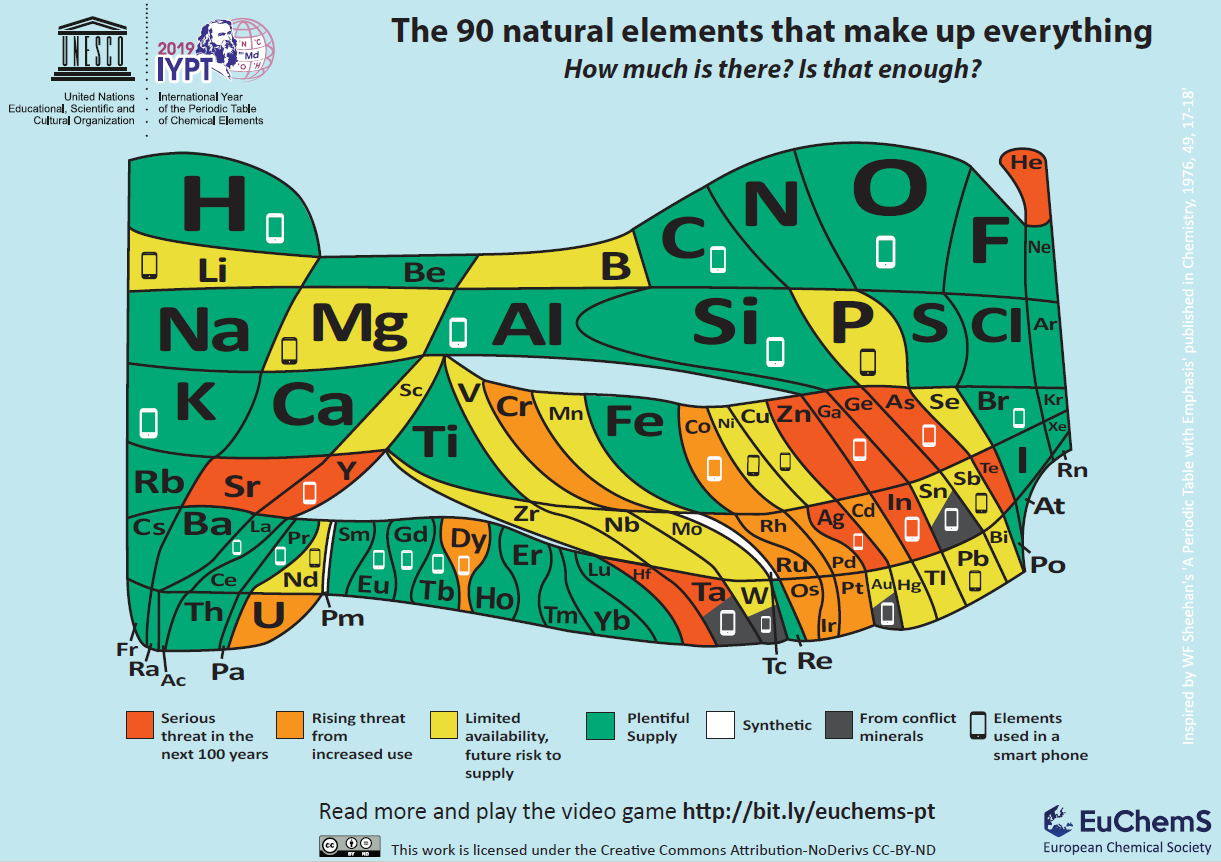 The 90 natural elements that make up everything
How much is there? Is that enough?
UNESCO
2019
IYPT
N
C
Md
O
H
United Nations
Educational, Scientific and
Cultural Organization
International Year
of the Periodic Table
of Chemical Elements
Inspired by WF Sheehan's 'A Periodic Table with Emphasis' published in Chemistry, 1976, 49, 17-18'
H
He
Li
Be
B
C
N
O
F
Ne
Na
Mg
Al
Si
P
S
Cl
Ar
K
Ca
Sc
Ti
V
Cr
Mn
Fe
Co
Ni
Cu
Zn
Ga
Ge
As
Se
Br
Kr
Rb
Sr
Y
Zr
Nb
Mo
Tc
Ru
Rh
Pd
Ag
Cd
In
Sn
Sb
Te
I
Xe
Cs
Ba
La
Ce
Pr
Nd
Pm
Sm
Eu
Gd
Tb
Dy
Ho
Er
Tm
Yb
Lu
Hf
Ta
W
Re
Os
Ir
Pt
Au
Hg
Tl
Pb
Bi
Po
At
Rn
Fr
Ra
Ac
Th
Pa
U
Serious
threat in the
next 100 years
Rising threat
from
increased use
Limited
availability,
future risk to
supply
Plentiful
Supply
Synthetic
From conflict
minerals
Elements
used in a
smart phone
Read more and play the video game http://bit.ly/euchems-pt
cc
BY ND
This work is licensed under the Creative Commons Attribution-NoDerivs CC-BY-ND
EuChemS
European Chemical Society